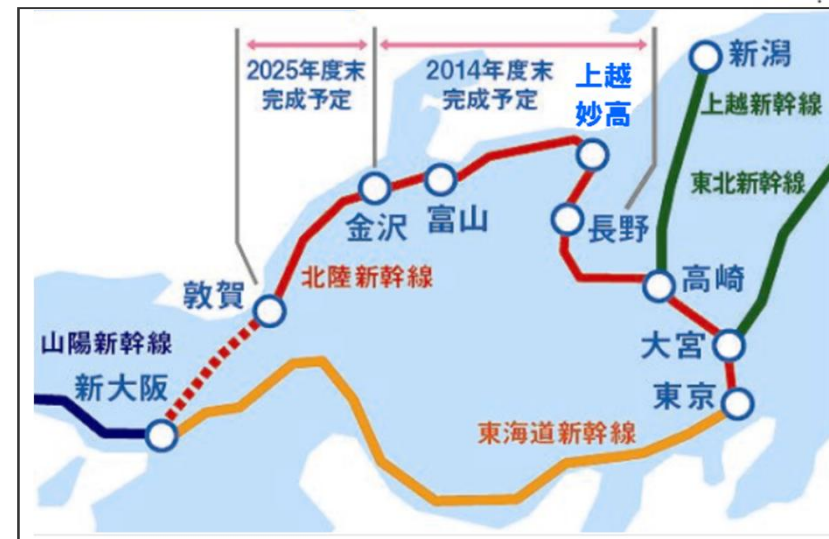 2025年度末
完成予定
2014年度末
完成予定
上越
妙高
新潟
上越新幹線
東北新幹線
金沢
富山
長野
敦賀
北陸新幹線
高崎
山陽新幹線
大宮
新大阪
東京
東海道新幹線